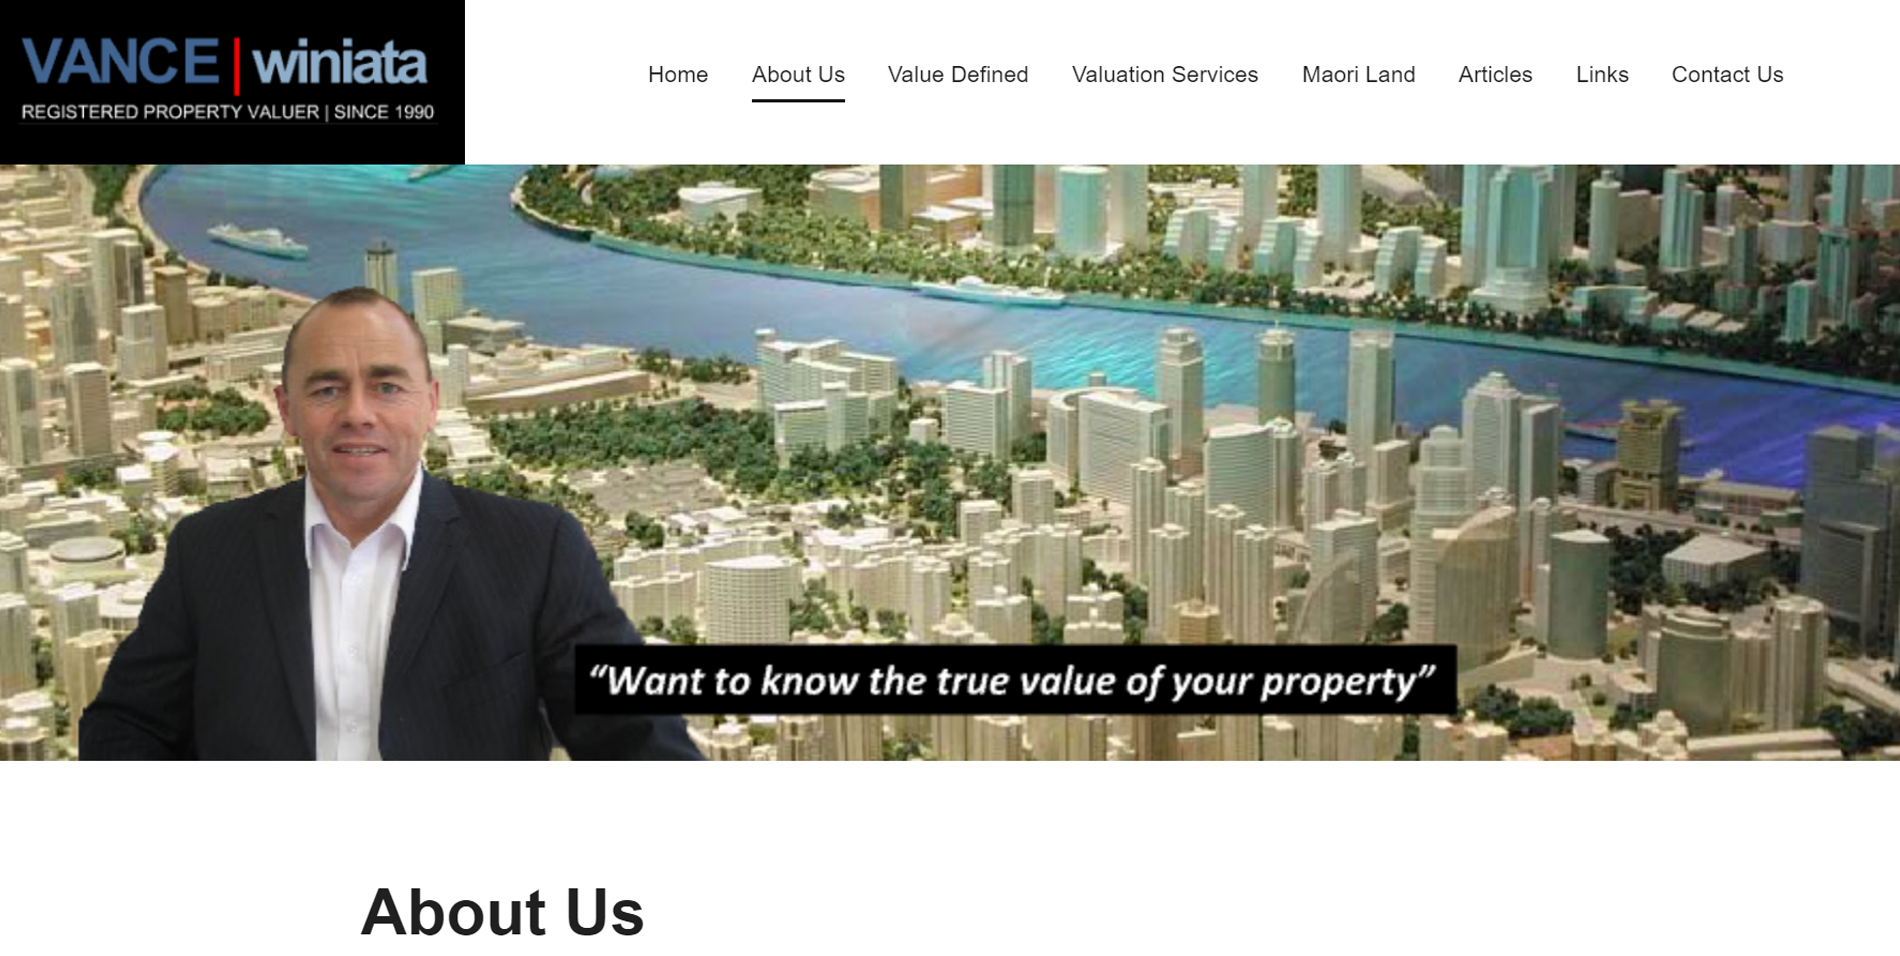 VANCE | winiata
REGISTERED PROPERTY VALUER | SINCE 1990
Home About Us Value Defined Valuation Services Maori Land Articles Links Contact Us
“Want to know the true value of your property”
About Us